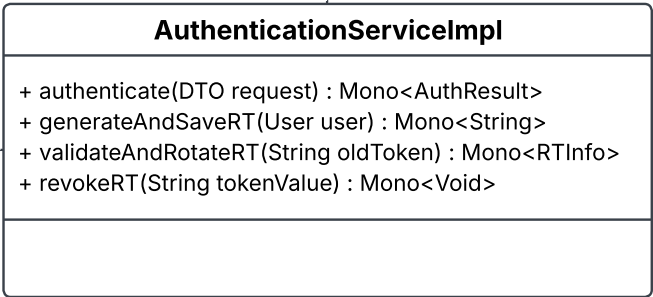 AuthenticationServiceImpl
+ authenticate(DTO request) : Mono<AuthResult>
+ generateAndSaveRT(User user) : Mono<String>
+ validateAndRotateRT(String oldToken) : Mono<RTInfo>
+ revokeRT(String tokenValue) : Mono<Void>